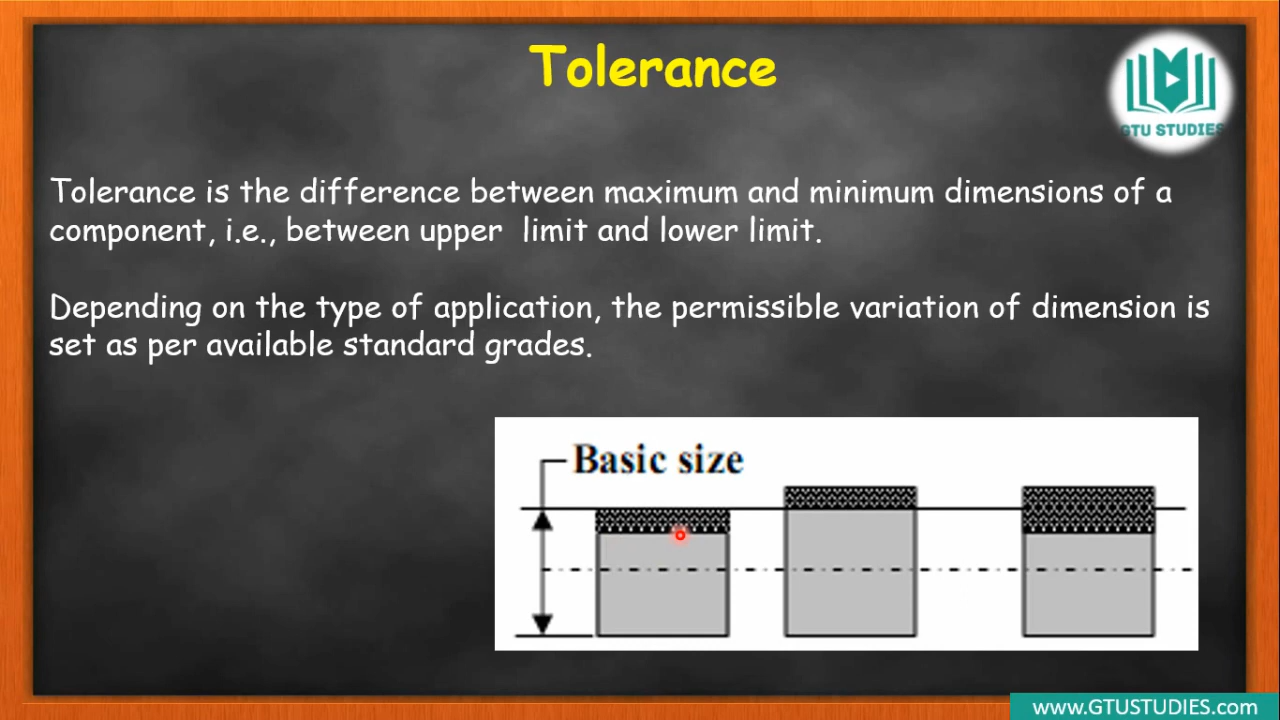 Tolerance
GTU STUDIES
Tolerance is the difference between maximum and minimum dimensions of a
component, i.e., between upper  limit and lower limit.
Depending on the type of application, the permissible variation of dimension is
set as per available standard grades.
Basic size
www.GTUSTUDIES.com